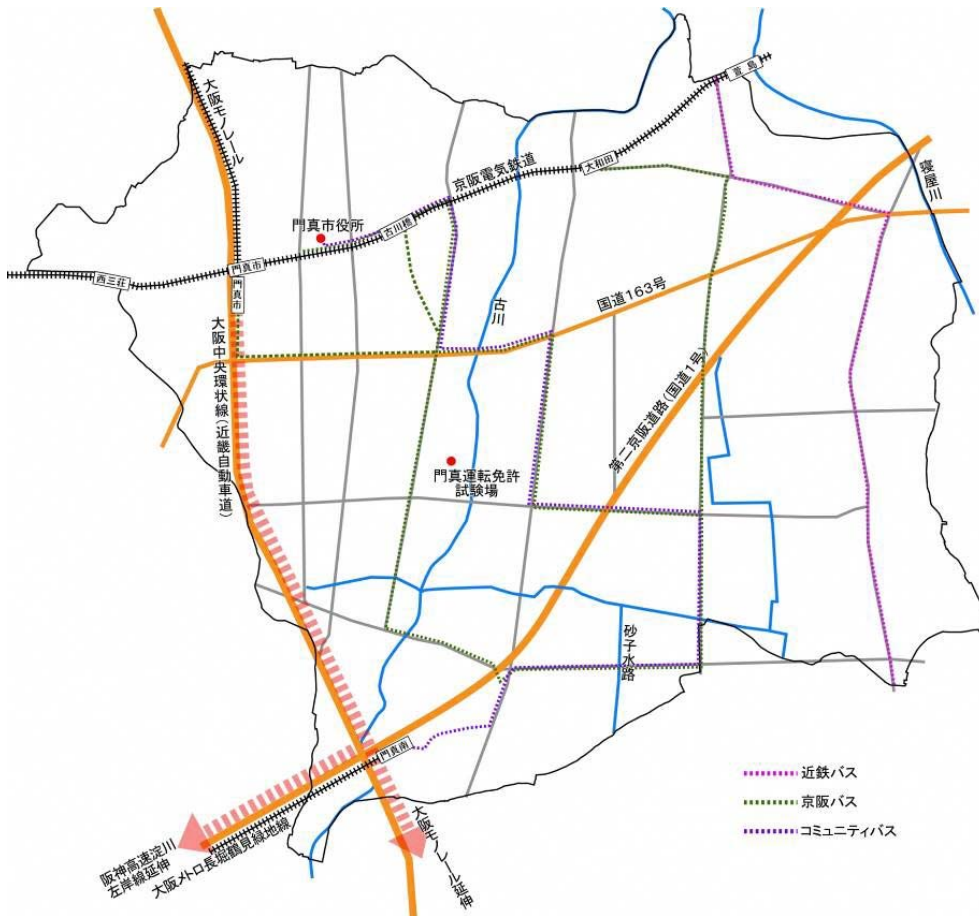 萱島
大阪モノレール
京阪電気鉄道
大和田
寝屋川
門真市役所
古川橋
門真市
西三荘
門真市
古川
国道163号
大阪中央環状線(近畿自動車道)
第二京阪道路(国道1号)
門真運転免許
試験場
砂子水路
門真南
近鉄バス
京阪バス
コミュニティバス
阪神高速淀川
左岸線延伸
大阪メトロ長堀鶴見緑地線
大阪モノレール延伸